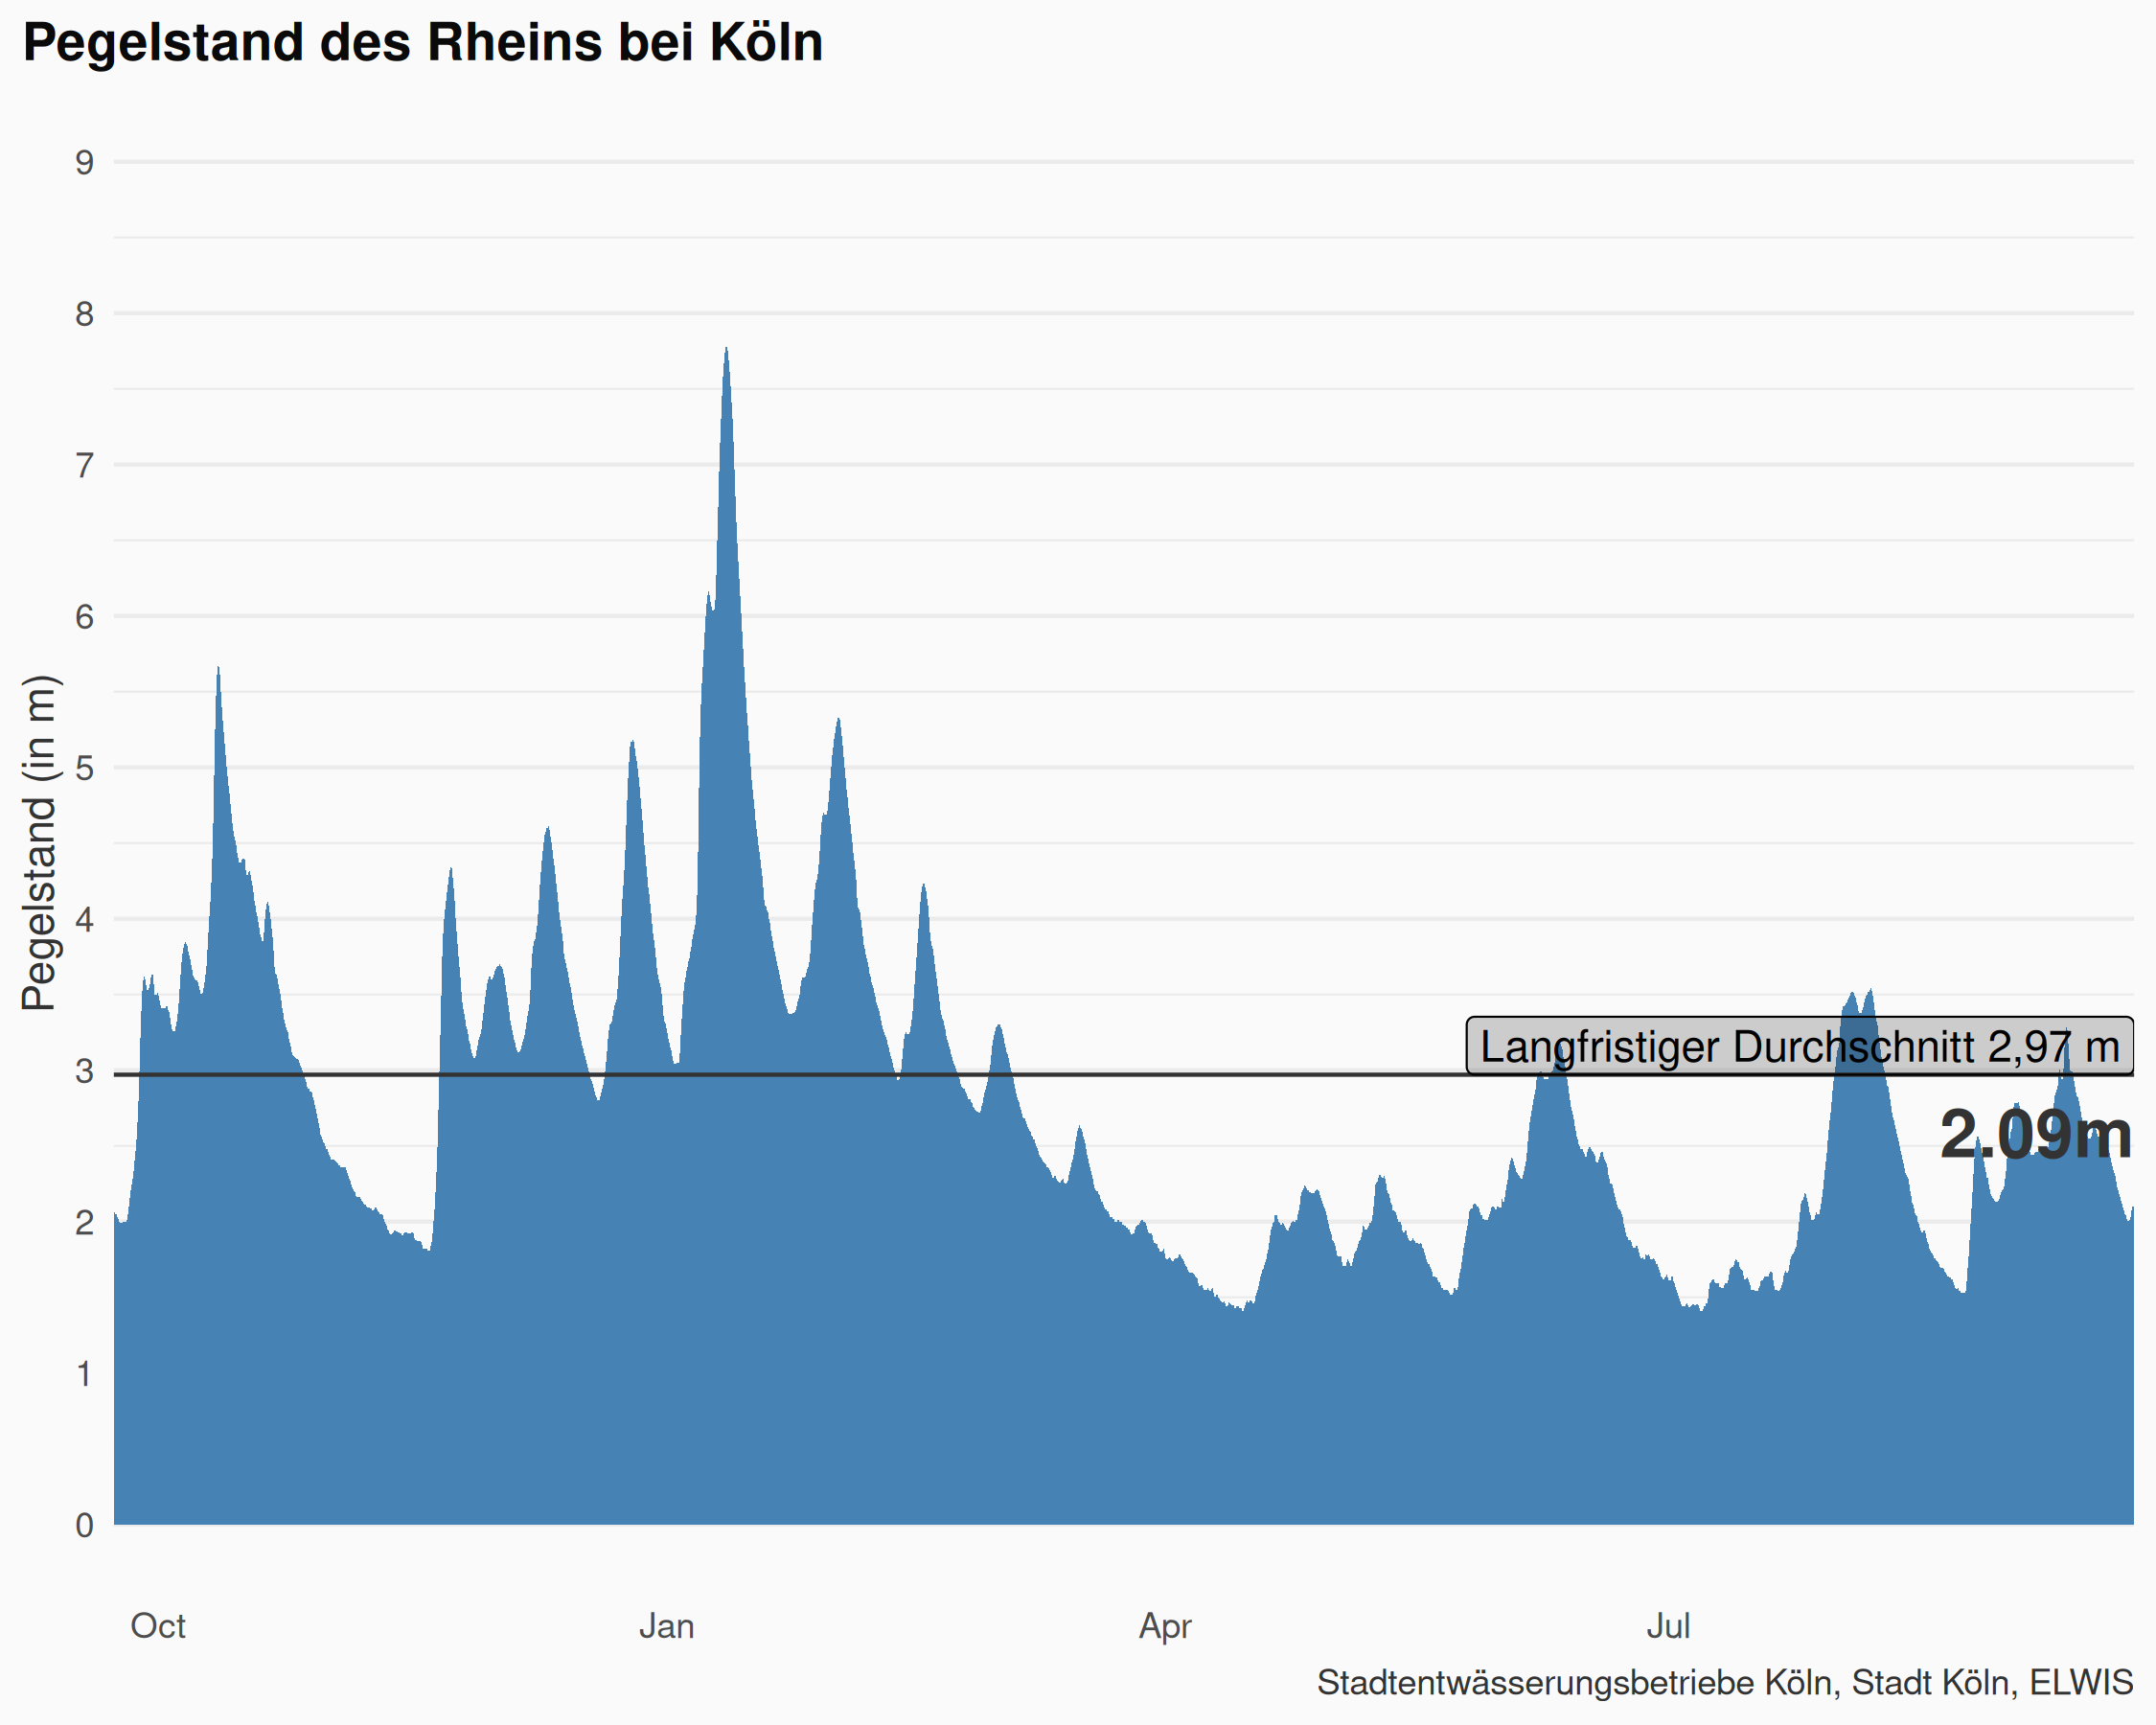 Pegelstand des Rheins bei Köln
9
8
7
6
5
4
3
2
1
0
Pegelstand (in m)
Langfristiger Durchschnitt 2,97 m
2.09m
Oct Jan Apr Jul
Stadtentwässerungsbetriebe Köln, Stadt Köln, ELWIS